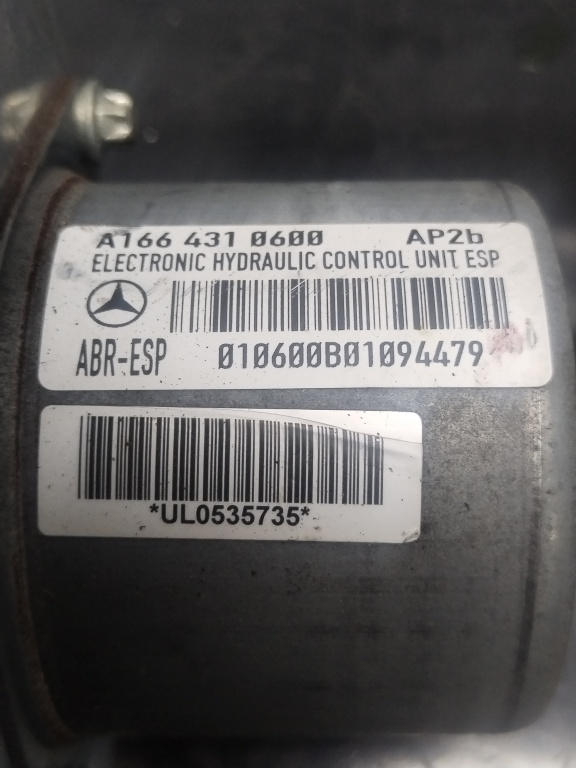 A166 431 0600 AP2b
ELECTRONIC HYDRAULIC CONTROL UNIT ESP
ABR-ESP 010600B01094479
*UL0535735*